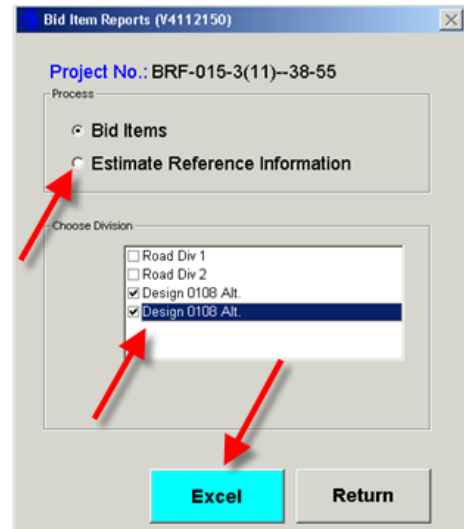 Bid Item Reports (V4112150)
Project No.: BRF-015-3(11)--38-55
Process
Bid Items
Estimate Reference Information
Choose Division
Road Div 1
Road Div 2
Design 0108 Alt.
Design 0108 Alt.
Excel Return